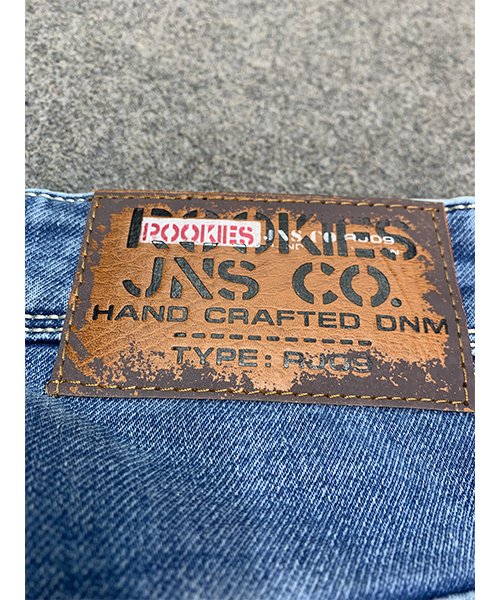 ROOKIES
ROOKIES JNS CO RJ09
JNS CO.
HAND CRAFTED DNM
TYPE: RJ09